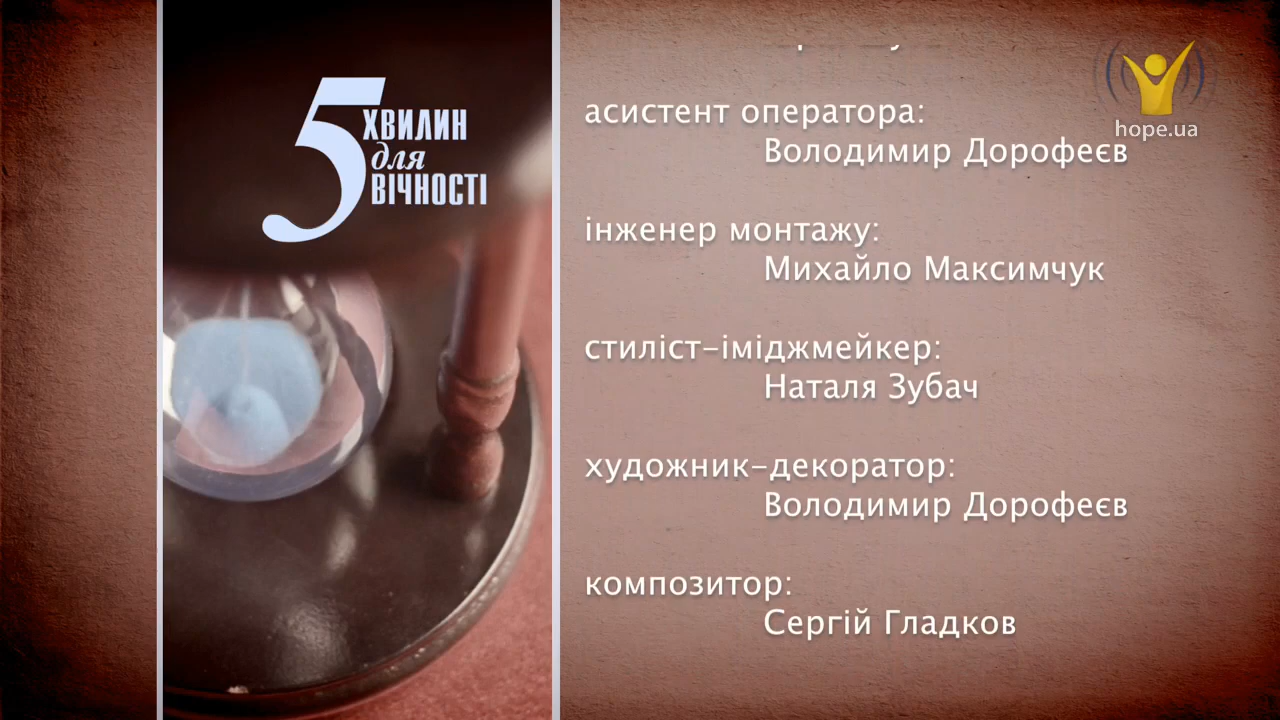 5
ХВИЛИН
для
ВІЧНОСТІ
hope.ua
асистент оператора:
Володимир Дорофеєв
інженер монтажу:
Михайло Максимчук
стиліст-іміджмейкер:
Наталя Зубач
художник-декоратор:
Володимир Дорофеєв
композитор:
Сергій Гладков